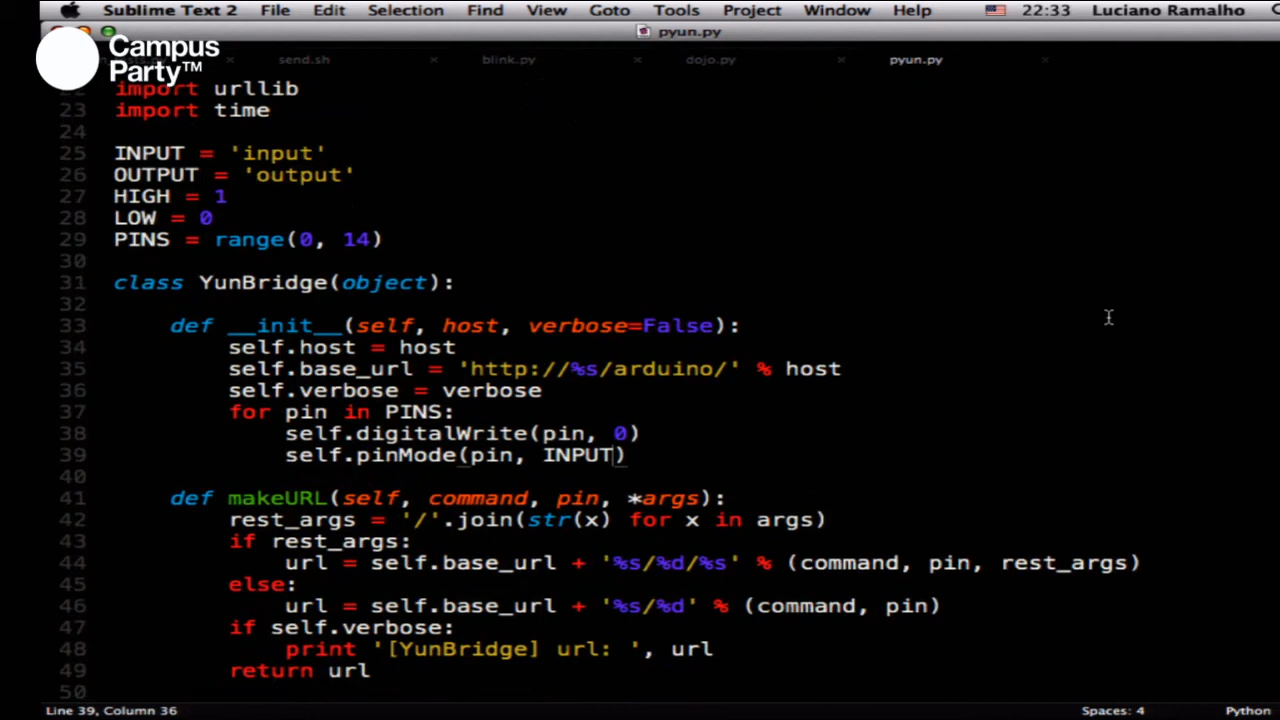 Sublime Text 2 File Edit Selection Find View Goto Tools Project Window Help 22:33 Luciano Ramalho
pyun.py
Campus
Party™
send.sh blink.py dojo.py pyun.py
22 import urllib
23 import time
24
25 INPUT = 'input'
26 OUTPUT = 'output'
27 HIGH = 1
28 LOW = 0
29 PINS = range(0, 14)
30
31 class YunBridge(object):
32
33 def __init__(self, host, verbose=False):
34 self.host = host
35 self.base_url = 'http://%s/arduino/' % host
36 self.verbose = verbose
37 for pin in PINS:
38 self.digitalWrite(pin, 0)
39 self.pinMode(pin, INPUT)
40
41 def makeURL(self, command, pin, *args):
42 rest_args = '/'.join(str(x) for x in args)
43 if rest_args:
44 url = self.base_url + '%s/%d/%s' % (command, pin, rest_args)
45 else:
46 url = self.base_url + '%s/%d' % (command, pin)
47 if self.verbose:
48 print '[YunBridge] url: ', url
49 return url
50
Line 39, Column 36 Spaces: 4 Python